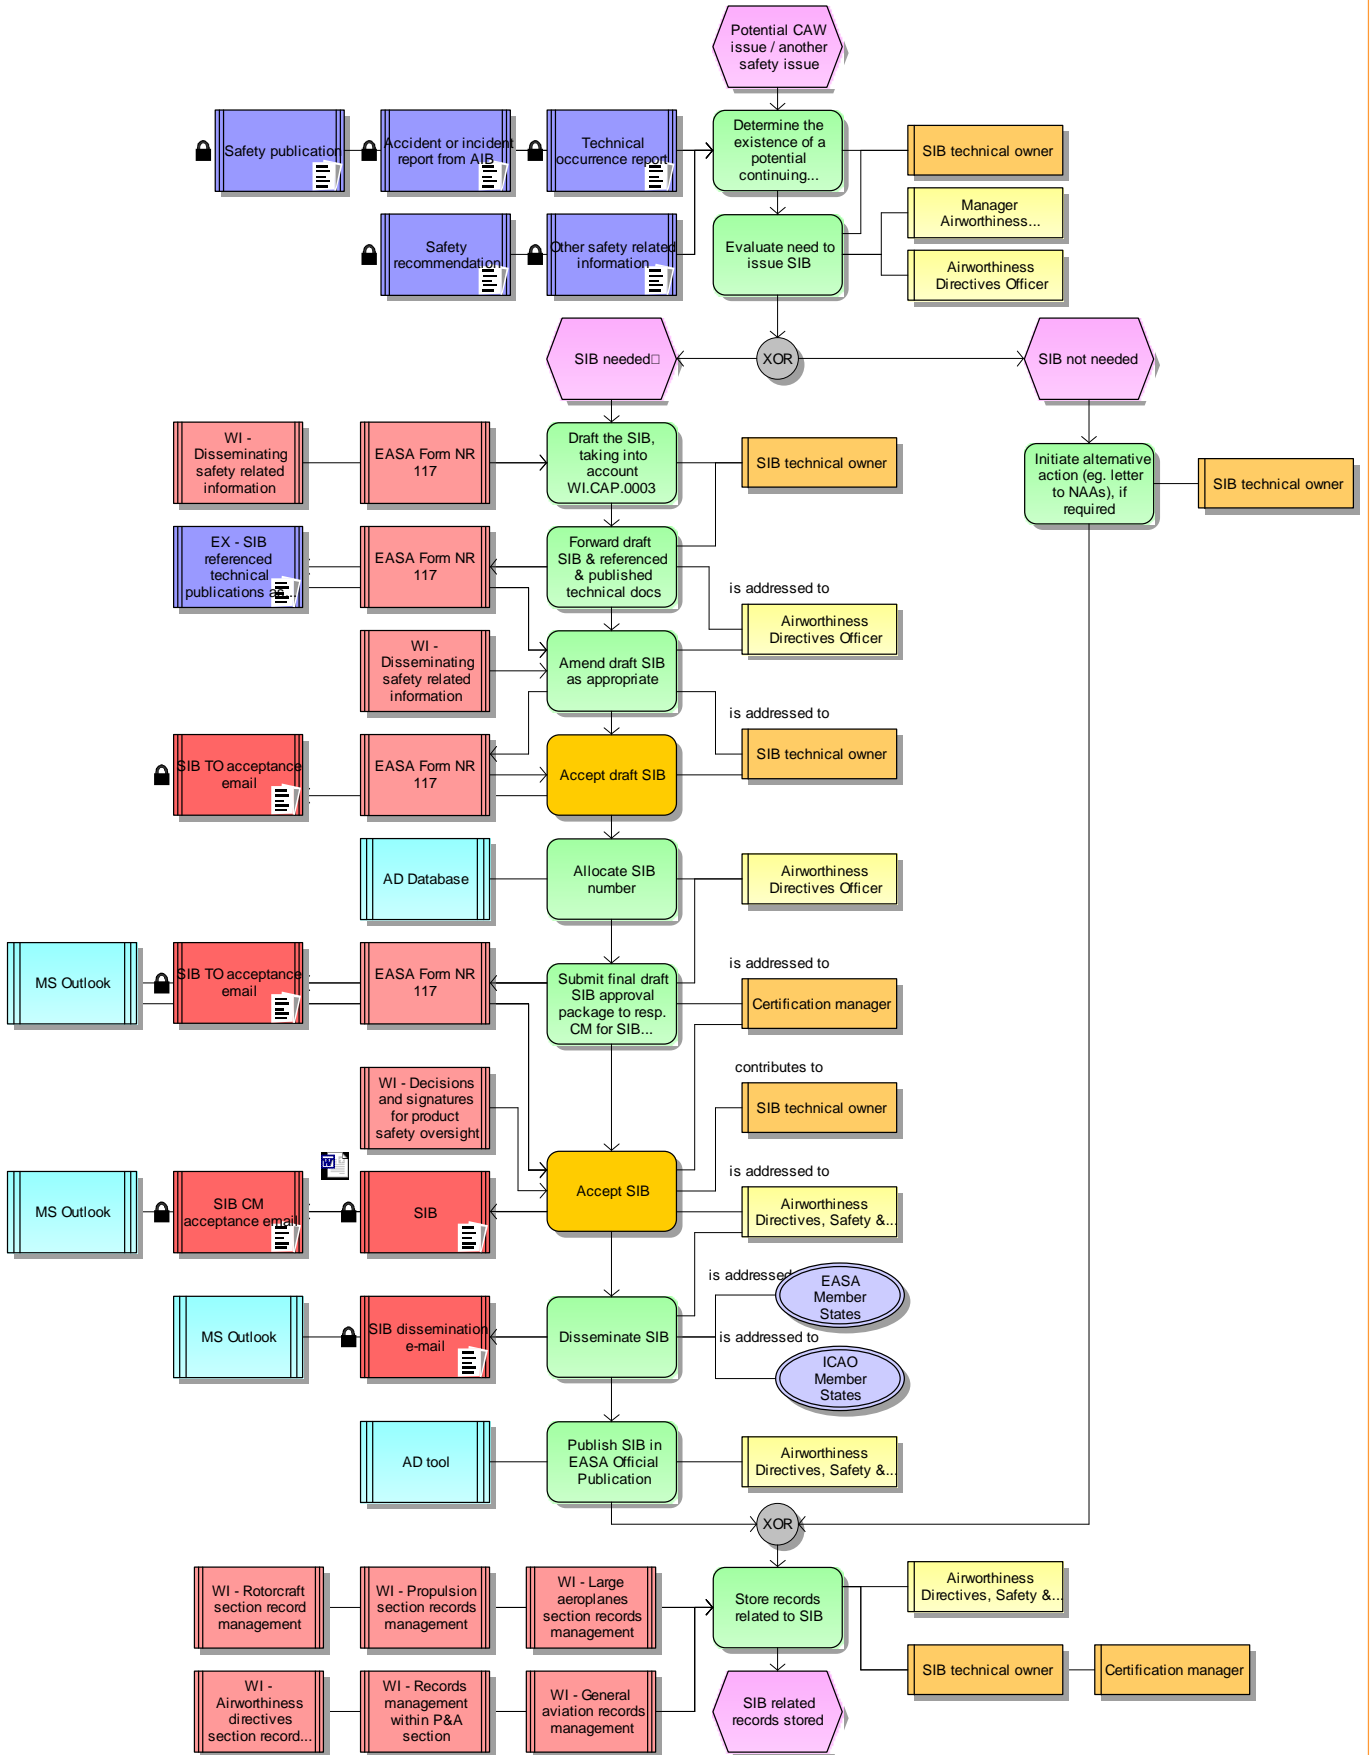 Potential CAW
issue / another
safety issue
Safety publication
Accident or incident
report from AIB
Technical
occurrence report
Determine the
existence of a
potential
continuing...
SIB technical owner
Safety
recommendation
Other safety related
information
Evaluate need to
issue SIB
Manager
Airworthiness...
Airworthiness
Directives Officer
SIB needed
XOR
SIB not needed
WI -
Disseminating
safety related
information
EASA Form NR
117
Draft the SIB,
taking into
account
WI.CAP.0003
SIB technical owner
Initiate alternative
action (eg. letter
to NAAs), if
required
SIB technical owner
EX - SIB
referenced
technical
publications as...
EASA Form NR
117
Forward draft
SIB & referenced
& published
technical docs
is addressed to
Airworthiness
Directives Officer
WI -
Disseminating
safety related
information
Amend draft SIB
as appropriate
is addressed to
SIB technical owner
SIB TO acceptance
email
EASA Form NR
117
Accept draft SIB
AD Database
Allocate SIB
number
Airworthiness
Directives Officer
MS Outlook
SIB TO acceptance
email
EASA Form NR
117
Submit final draft
SIB approval
package to resp.
CM for SIB...
is addressed to
Certification manager
WI - Decisions
and signatures
for product
safety oversight
contributes to
SIB technical owner
MS Outlook
SIB CM
acceptance email
SIB
Accept SIB
is addressed to
Airworthiness
Directives, Safety &...
MS Outlook
SIB dissemination
e-mail
Disseminate SIB
is addressed
EASA
Member
States
is addressed to
ICAO
Member
States
AD tool
Publish SIB in
EASA Official
Publication
Airworthiness
Directives, Safety &...
XOR
WI - Rotorcraft
section record
management
WI - Propulsion
section records
management
WI - Large
aeroplanes
section records
management
Store records
related to SIB
Airworthiness
Directives, Safety &...
SIB technical owner
Certification manager
WI -
Airworthiness
directives
section record...
WI - Records
management
within P&A
section
WI - General
aviation records
management
SIB related
records stored